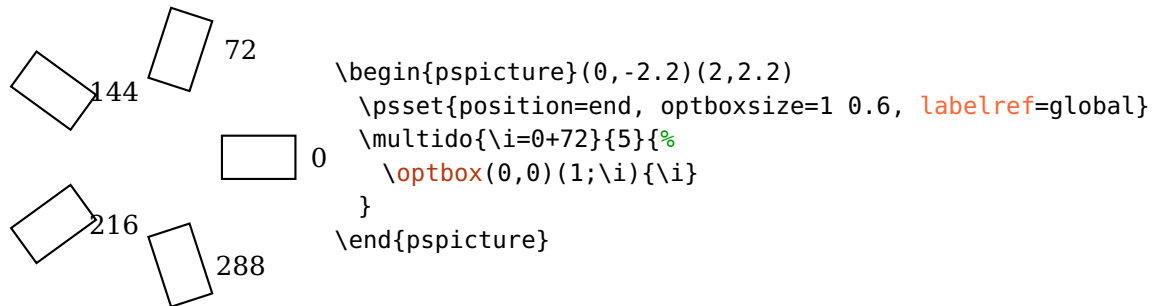 72
144
0
216
288
\begin{pspicture}(0,-2.2)(2,2.2)
  \psset{position=end, optboxsize=1 0.6, labelref=global}
  \multido{\i=0+72}{5}{%
    \optbox(0,0)(1;\i){\i}
  }
\end{pspicture}